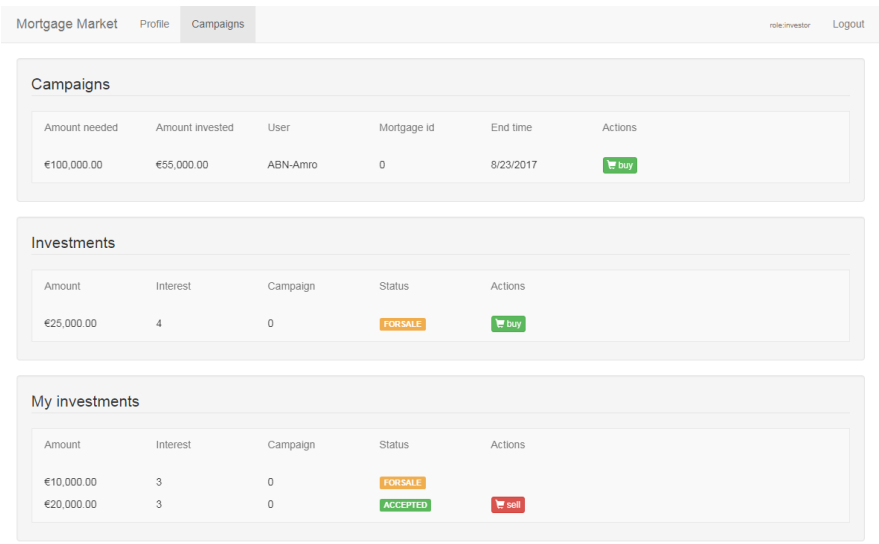 Mortgage Market Profile Campaigns role:investor Logout
Campaigns
Amount needed Amount invested User Mortgage id End time Actions
€100,000.00 €55,000.00 ABN-Amro 0 8/23/2017 buy
Investments
Amount Interest Campaign Status Actions
€25,000.00 4 0 FORSALE buy
My investments
Amount Interest Campaign Status Actions
€10,000.00 3 0 FORSALE
€20,000.00 3 0 ACCEPTED sell